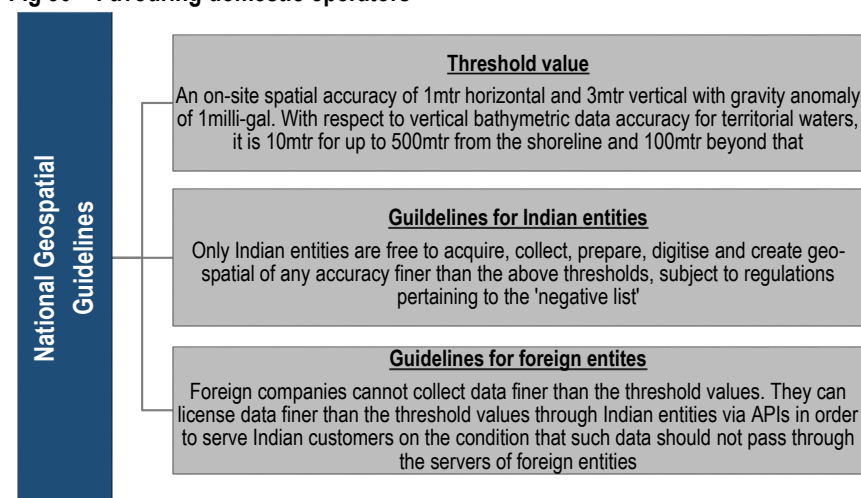 National Geospatial
Guidelines
Threshold value
An on-site spatial accuracy of 1mtr horizontal and 3mtr vertical with gravity anomaly
of 1milli-gal. With respect to vertical bathymetric data accuracy for territorial waters,
it is 10mtr for up to 500mtr from the shoreline and 100mtr beyond that
Guildelines for Indian entities
Only Indian entities are free to acquire, collect, prepare, digitise and create geo-
spatial of any accuracy finer than the above thresholds, subject to regulations
pertaining to the 'negative list'
Guidelines for foreign entites
Foreign companies cannot collect data finer than the threshold values. They can
license data finer than the threshold values through Indian entities via APIs in order
to serve Indian customers on the condition that such data should not pass through
the servers of foreign entities